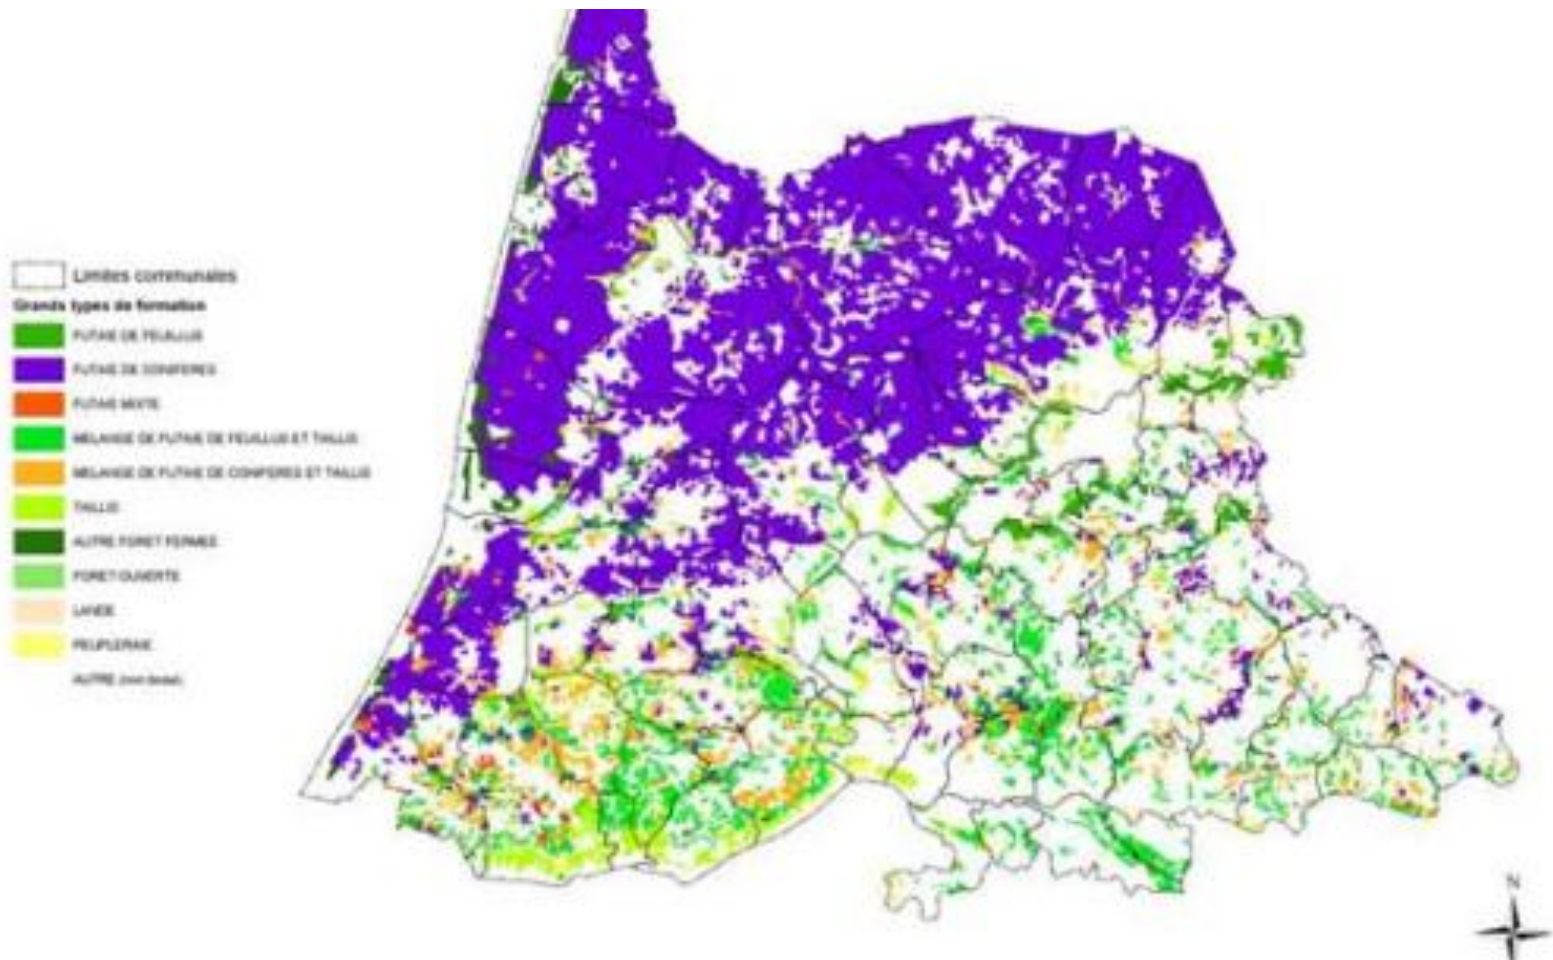 Limites communales
Grands types de formation
FUTAIE DE FEUILLUS
FUTAIE DE CONIFERES
FUTAIE MIXTE
MELANGE DE FUTAIE DE FEUILLUS ET TAILLIS
MELANGE DE FUTAIE DE CONIFERES ET TAILLIS
TAILLIS
AUTRE FORET FERMEE
FORET OUVERTE
LANDE
PEUPLERAIE
AUTRE
N